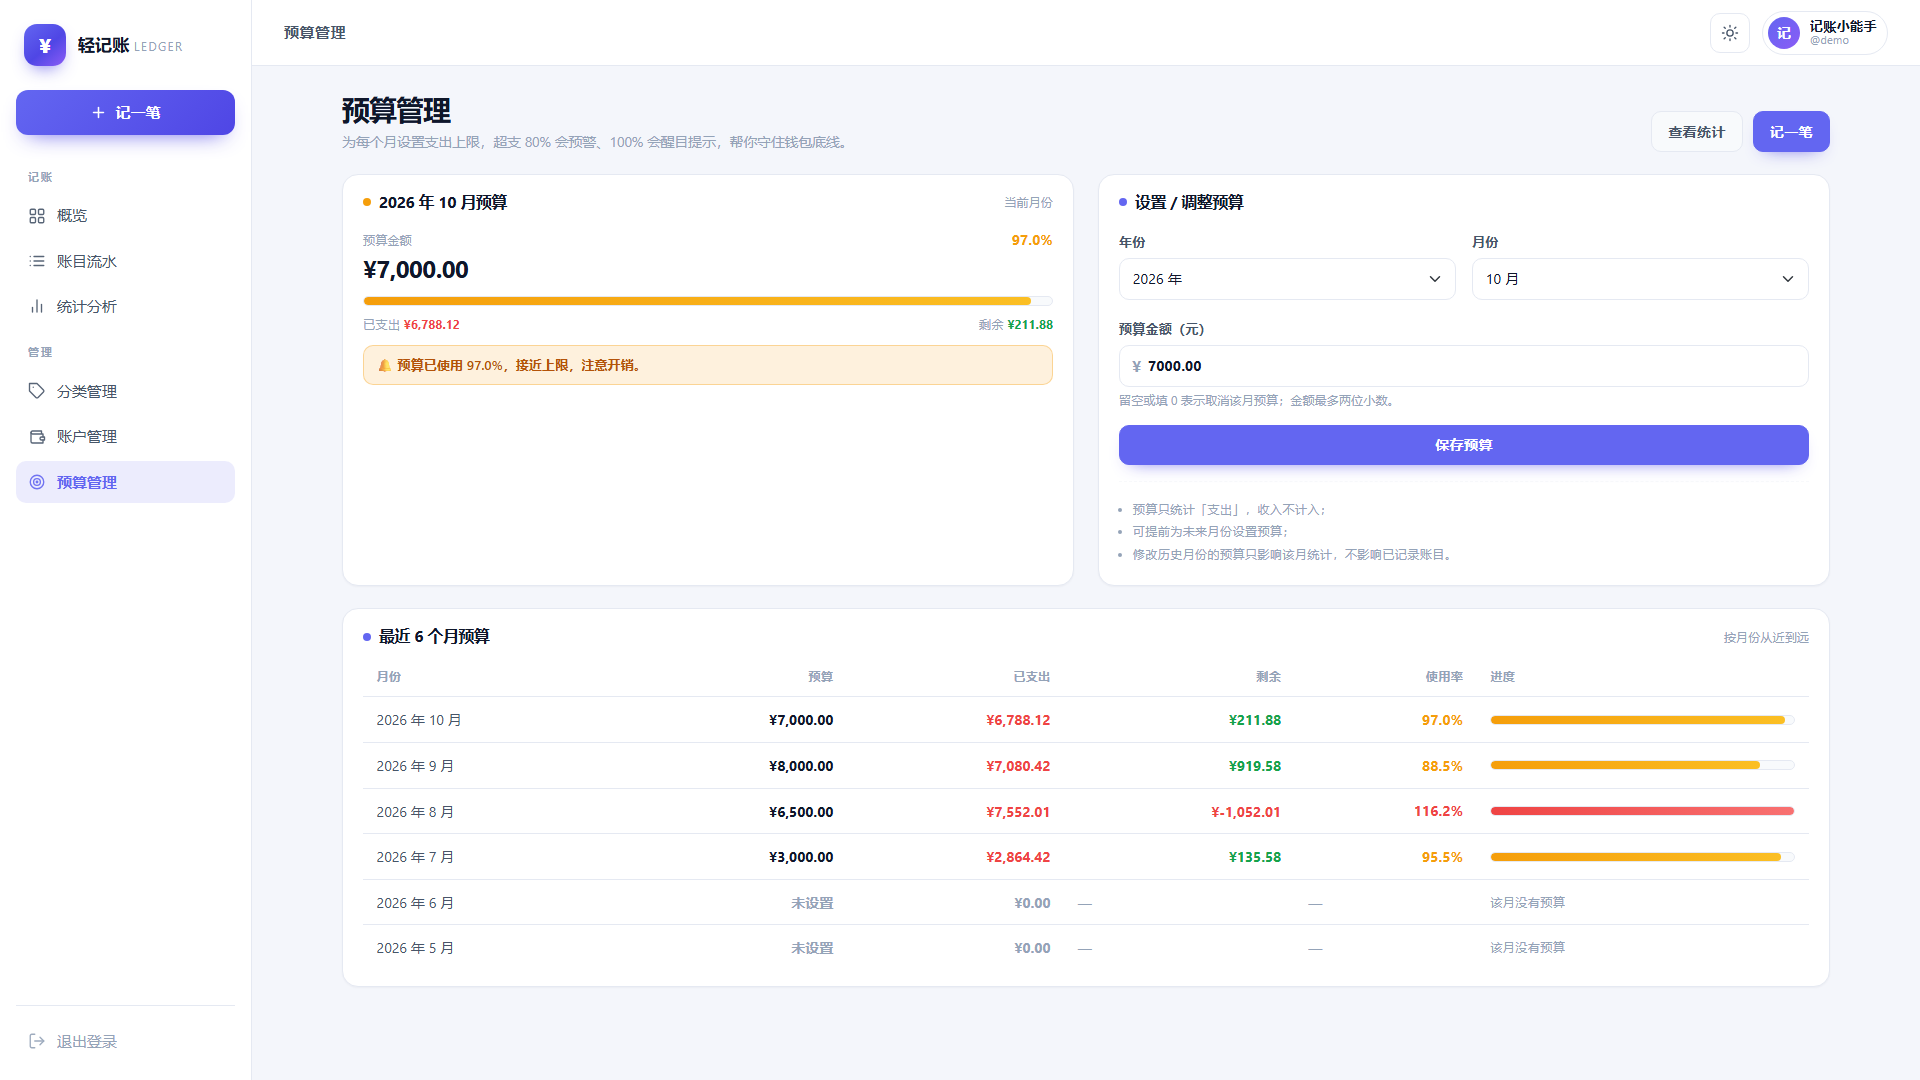 ¥ 轻记账 LEDGER
+ 记一笔
记账
概览
账目流水
统计分析
管理
分类管理
账户管理
预算管理
退出登录
预算管理
记 记账小能手
@demo
预算管理
为每个月设置支出上限，超支 80% 会预警、100% 会醒目提示，帮你守住钱包底线。
查看统计 记一笔
2026 年 10 月预算 当前月份
预算金额 97.0%
¥7,000.00
已支出 ¥6,788.12 剩余 ¥211.88
预算已使用 97.0%，接近上限，注意开销。
设置 / 调整预算
年份 月份
2026 年 10 月
预算金额（元）
¥ 7000.00
留空或填 0 表示取消该月预算；金额最多两位小数。
保存预算
预算只统计「支出」，收入不计入；
可提前为未来月份设置预算；
修改历史月份的预算只影响该月统计，不影响已记录账目。
最近 6 个月预算 按月份从近到远
月份 预算 已支出 剩余 使用率 进度
2026 年 10 月 ¥7,000.00 ¥6,788.12 ¥211.88 97.0%
2026 年 9 月 ¥8,000.00 ¥7,080.42 ¥919.58 88.5%
2026 年 8 月 ¥6,500.00 ¥7,552.01 ¥-1,052.01 116.2%
2026 年 7 月 ¥3,000.00 ¥2,864.42 ¥135.58 95.5%
2026 年 6 月 未设置 ¥0.00 — — 该月没有预算
2026 年 5 月 未设置 ¥0.00 — — 该月没有预算